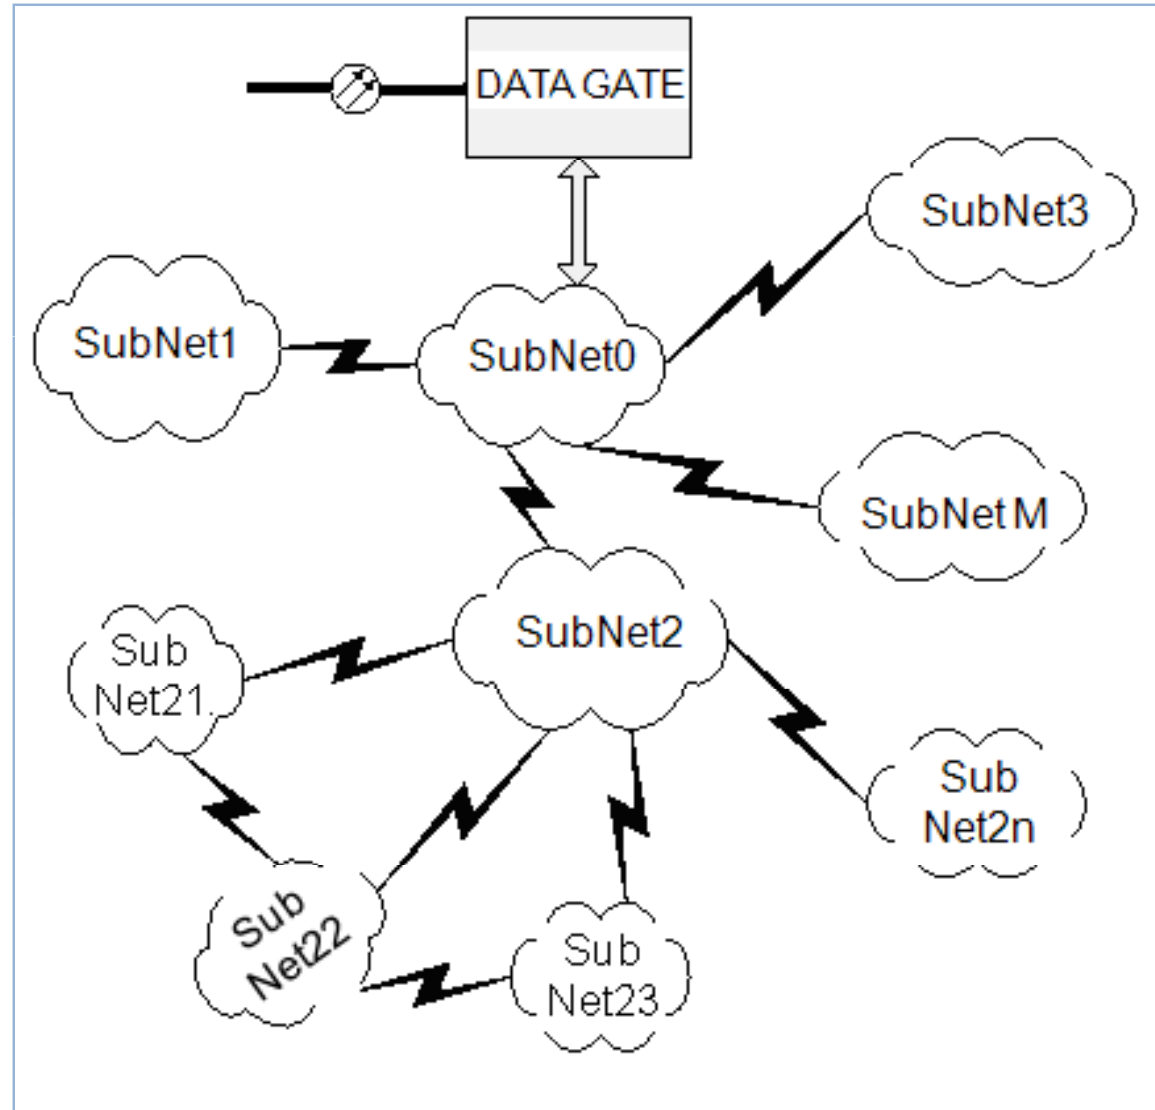 DATA GATE
SubNet3
SubNet1
SubNet0
SubNet M
SubNet2
Sub
Net21.
Sub
Net2n
Sub
Net22
Sub
Net23